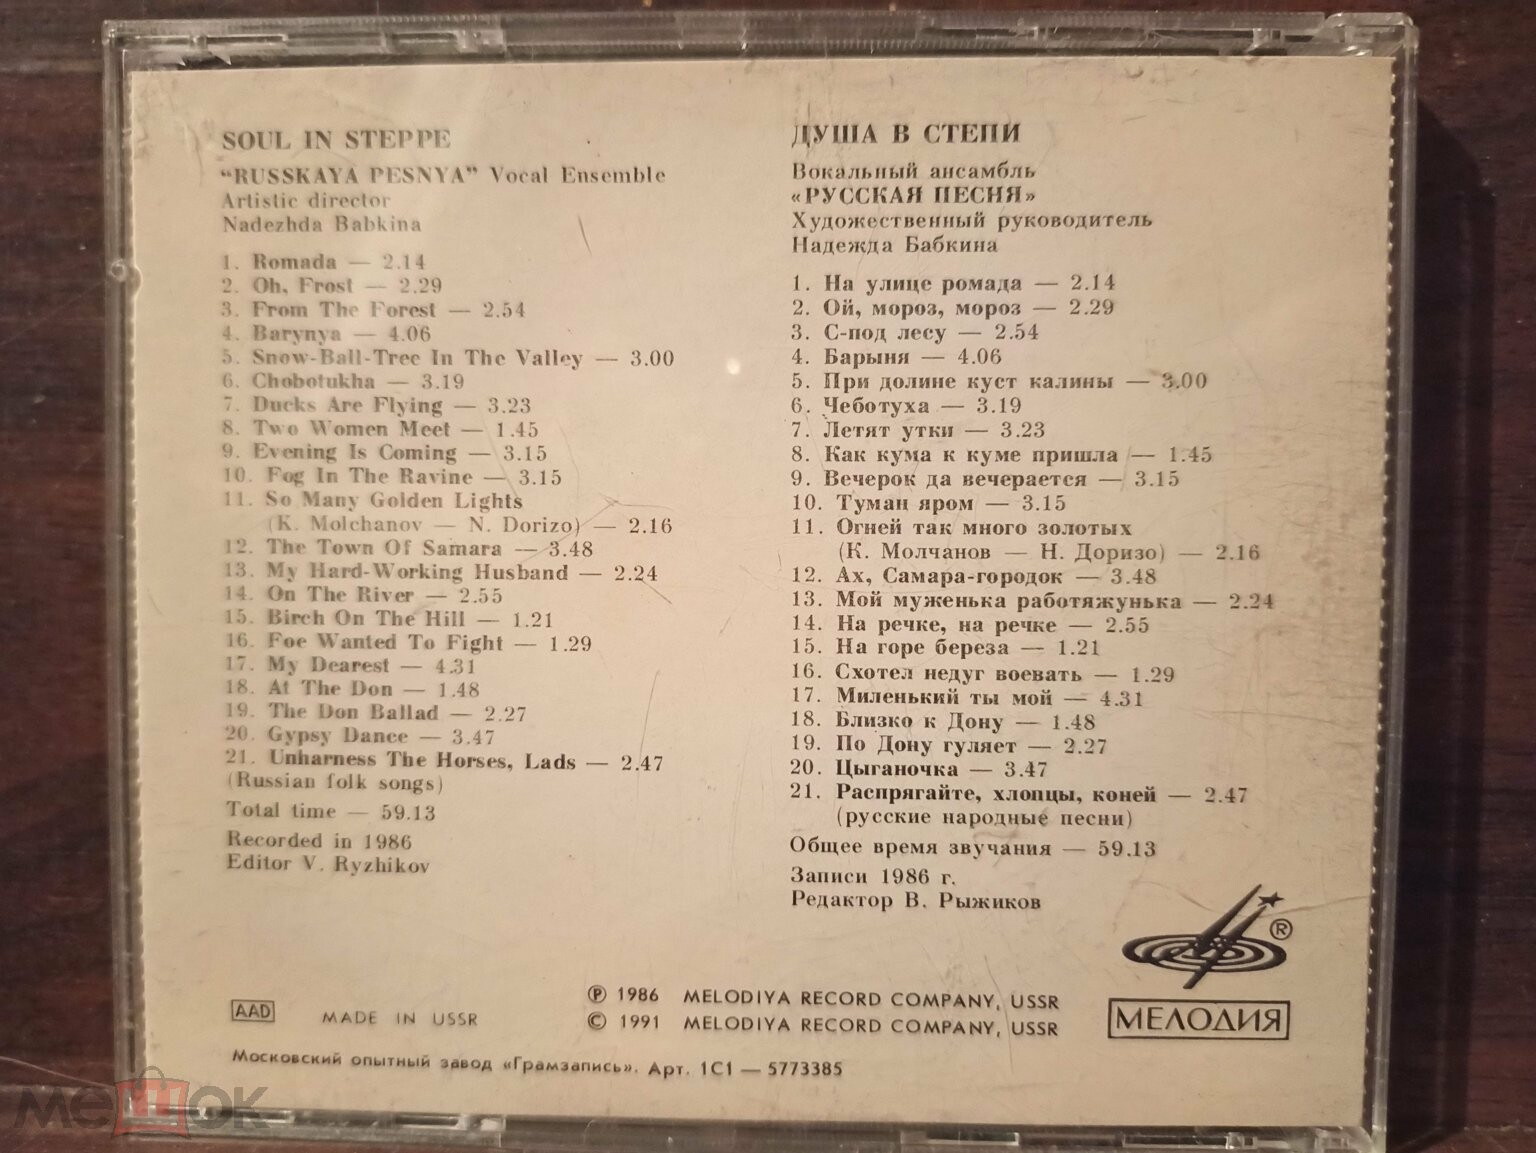 SOUL IN STEPPE
“RUSSKAYA PESNYA” Vocal Ensemble
Artistic director
Nadezhda Babkina
1. Romada — 2.14
2. Oh, Frost — 2.29
3. From The Forest — 2.54
4. Barynya — 4.06
5. Snow-Ball-Tree In The Valley — 3.00
6. Chobotukha — 3.19
7. Ducks Are Flying — 3.23
8. Two Women Meet — 1.45
9. Evening Is Coming — 3.15
10. Fog In The Ravine — 3.15
11. So Many Golden Lights
(K. Molchanov — N. Dorizo) — 2.16
12. The Town Of Samara — 3.48
13. My Hard-Working Husband — 2.24
14. On The River — 2.55
15. Birch On The Hill — 1.21
16. Foe Wanted To Fight — 1.29
17. My Dearest — 4.31
18. At The Don — 1.48
19. The Don Ballad — 2.27
20. Gypsy Dance — 3.47
21. Unharness The Horses, Lads — 2.47
(Russian folk songs)
Total time — 59.13
Recorded in 1986
Editor V. Ryzhikov
ДУША В СТЕПИ
Вокальный ансамбль
«РУССКАЯ ПЕСНЯ»
Художественный руководитель
Надежда Бабкина
1. На улице ромада — 2.14
2. Ой, мороз, мороз — 2.29
3. С-под лесу — 2.54
4. Барыня — 4.06
5. При долине куст калины — 3.00
6. Чеботуха — 3.19
7. Летят утки — 3.23
8. Как кума к куме пришла — 1.45
9. Вечерок да вечерается — 3.15
10. Туман яром — 3.15
11. Огней так много золотых
(К. Молчанов — Н. Доризо) — 2.16
12. Ах, Самара-городок — 3.48
13. Мой муженька работяжунька — 2.24
14. На речке, на речке — 2.55
15. На горе береза — 1.21
16. Схотел недуг воевать — 1.29
17. Миленький ты мой — 4.31
18. Близко к Дону — 1.48
19. По Дону гуляет — 2.27
20. Цыганочка — 3.47
21. Распрягайте, хлопцы, коней — 2.47
(русские народные песни)
Общее время звучания — 59.13
Записи 1986 г.
Редактор В. Рыжиков
®
AAD
MADE IN USSR
℗ 1986 MELODIYA RECORD COMPANY, USSR
© 1991 MELODIYA RECORD COMPANY, USSR
МЕЛОДИЯ
Московский опытный завод «Грамзапись». Арт. 1С1 — 5773385
мешок